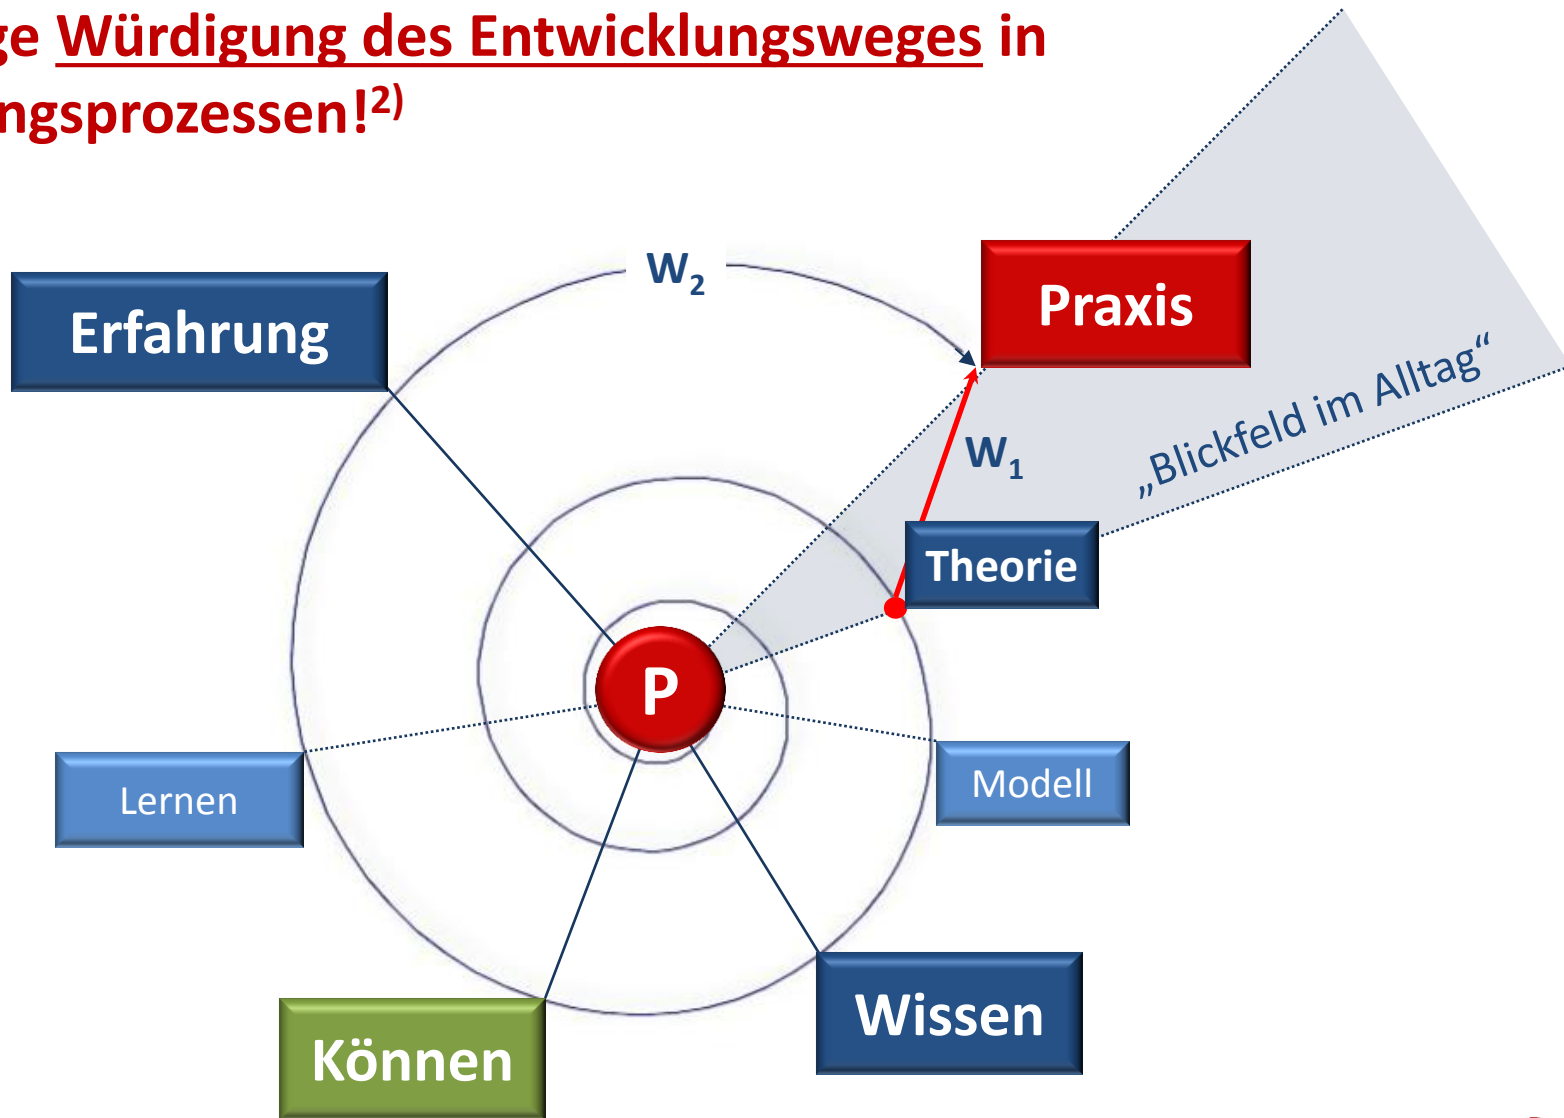 ge Würdigung des Entwicklungsweges in
ngsprozessen!2)
W2
Erfahrung
Praxis
W1
„Blickfeld im Alltag“
Theorie
P
Lernen
Modell
Wissen
Können